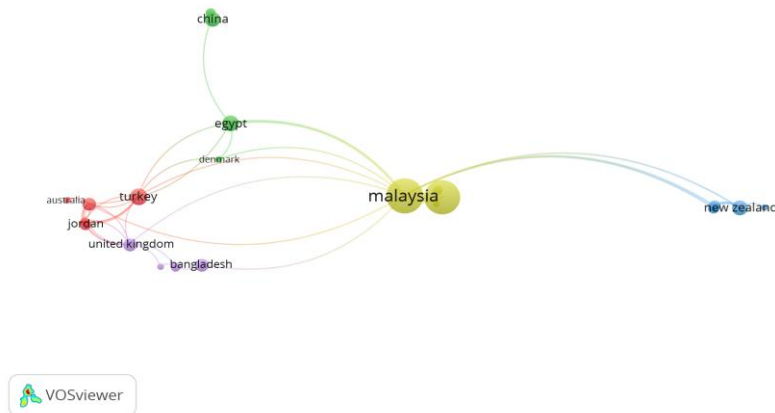 china
egypt
denmark
malaysia
turkey
australia
new zealand
jordan
united kingdom
bangladesh
VOSviewer